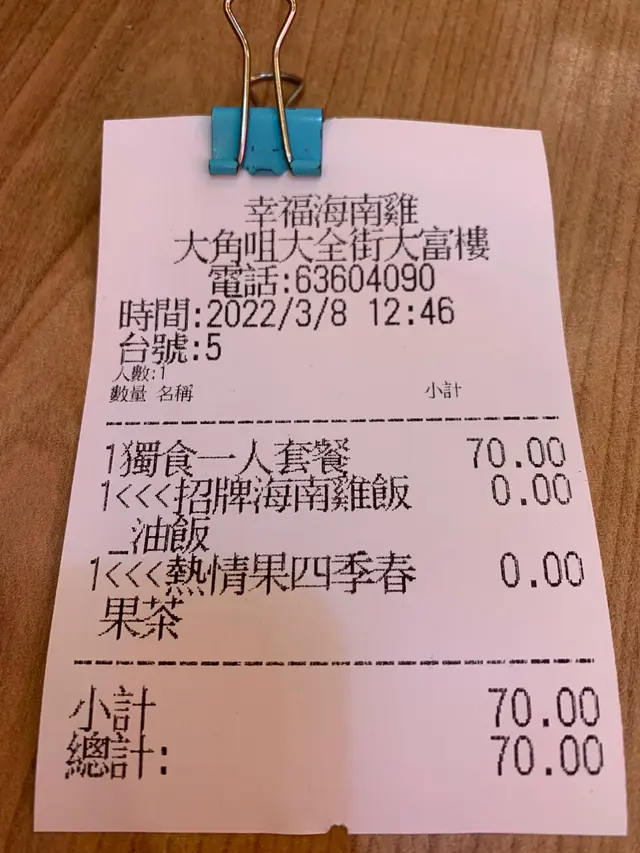 幸福海南雞
大角咀大全街大富樓
電話:63604090
時間:2022/3/8 12:46
台號:5
人數:1
數量 名稱 小計
1獨食一人套餐 70.00
1<<<招牌海南雞飯 0.00
_油飯
1<<<熱情果四季春 0.00
果茶
小計 70.00
總計: 70.00